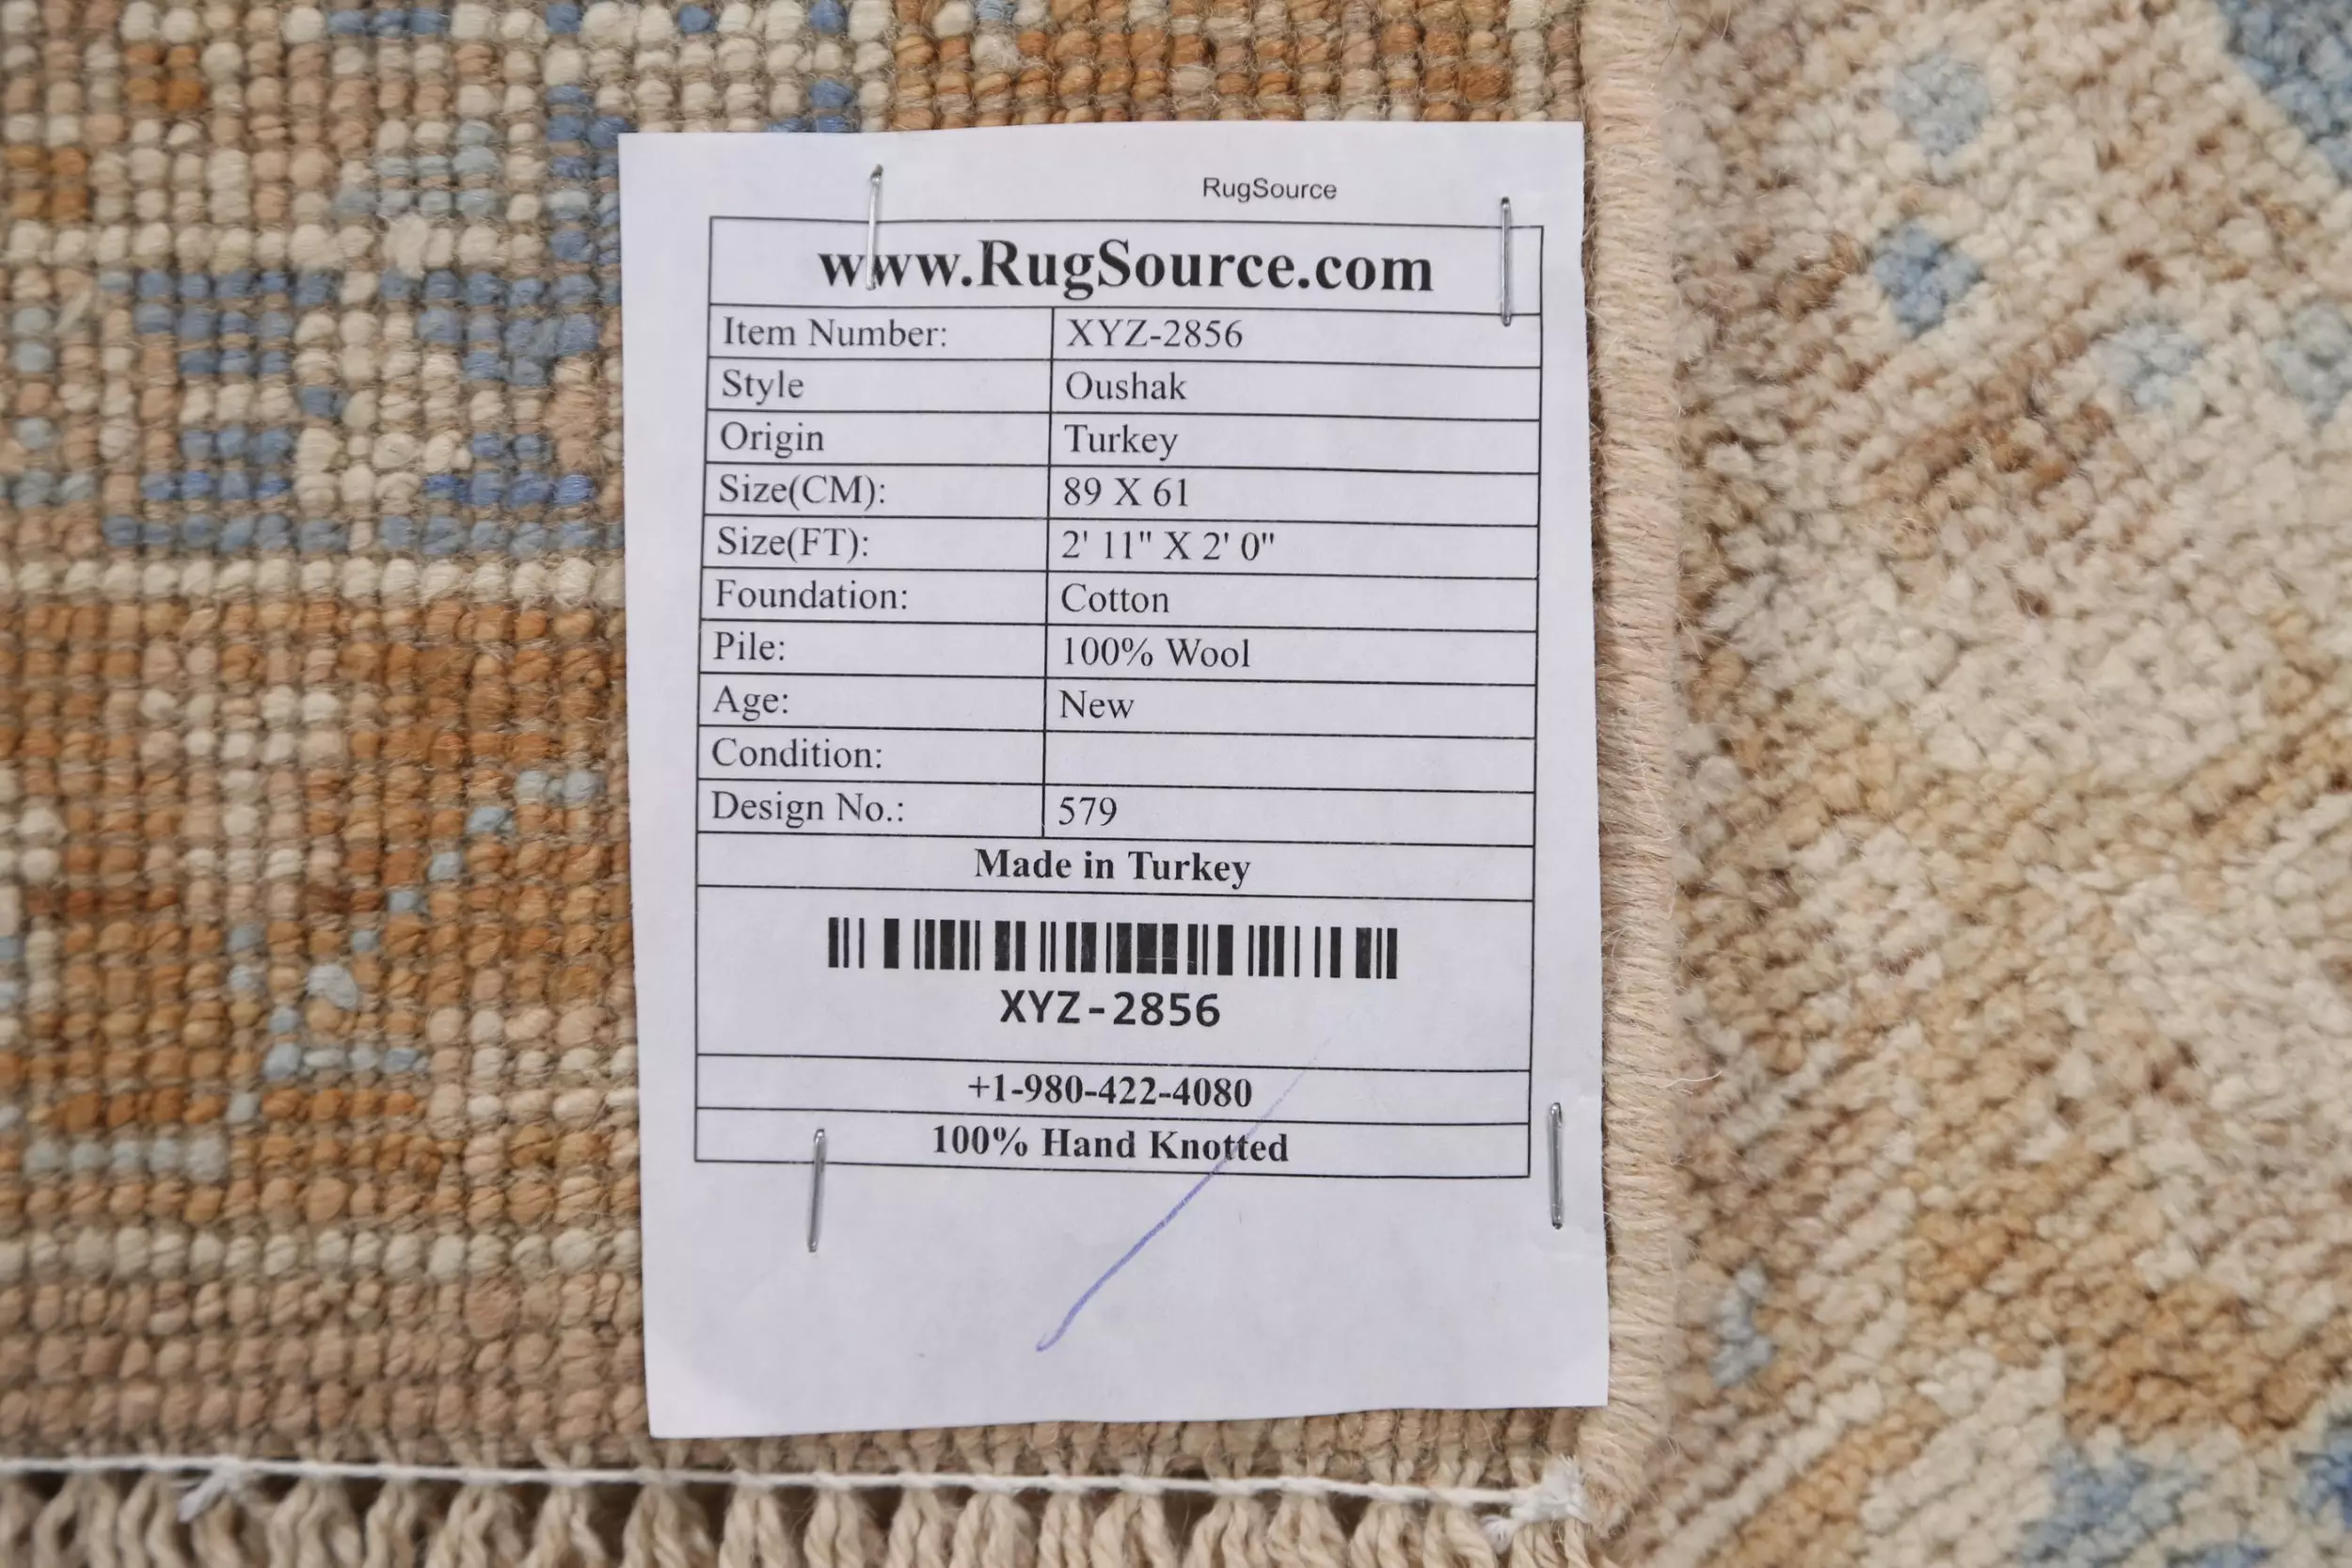 RugSource
www.RugSource.com
Item Number: XYZ-2856
Style Oushak
Origin Turkey
Size(CM): 89 X 61
Size(FT): 2' 11" X 2' 0"
Foundation: Cotton
Pile: 100% Wool
Age: New
Condition:
Design No.: 579
Made in Turkey
XYZ-2856
+1-980-422-4080
100% Hand Knotted